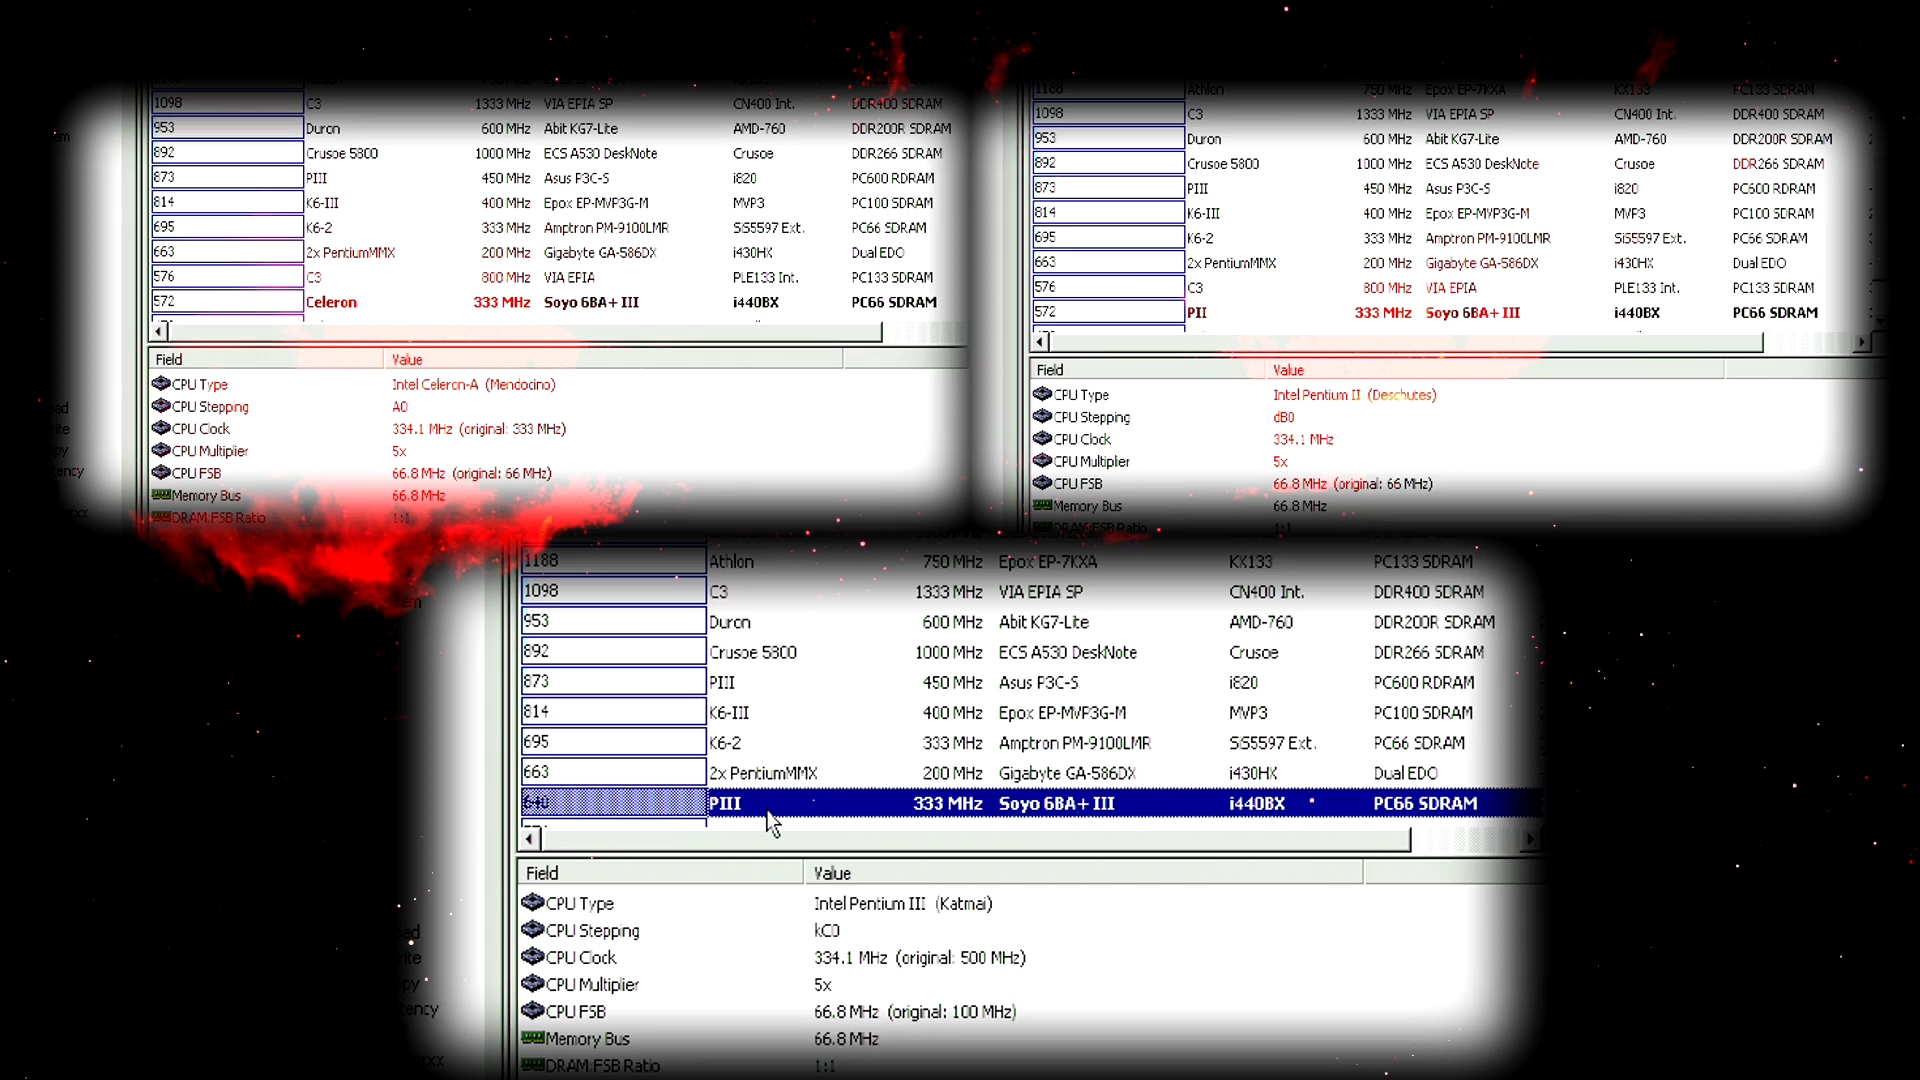 1098 C3 1333 MHz VIA EPIA SP CN400 Int. DDR400 SDRAM
953 Duron 600 MHz Abit KG7-Lite AMD-760 DDR200R SDRAM
892 Crusoe 5800 1000 MHz ECS A530 DeskNote Crusoe DDR266 SDRAM
873 PIII 450 MHz Asus P3C-S i820 PC600 RDRAM
814 K6-III 400 MHz Epox EP-MVP3G-M MVP3 PC100 SDRAM
695 K6-2 333 MHz Amptron PM-9100LMR SiS5597 Ext. PC66 SDRAM
663 2x PentiumMMX 200 MHz Gigabyte GA-586DX i430HX Dual EDO
576 C3 800 MHz VIA EPIA PLE133 Int. PC133 SDRAM
572 Celeron 333 MHz Soyo 6BA+ III i440BX PC66 SDRAM
Field Value
CPU Type Intel Celeron-A (Mendocino)
CPU Stepping A0
CPU Clock 334.1 MHz (original: 333 MHz)
CPU Multiplier 5x
CPU FSB 66.8 MHz (original: 66 MHz)
Memory Bus 66.8 MHz
DRAM:FSB Ratio 1:1
1188 Athlon 750 MHz Epox EP-7KXA KX133 PC133 SDRAM
1098 C3 1333 MHz VIA EPIA SP CN400 Int. DDR400 SDRAM
953 Duron 600 MHz Abit KG7-Lite AMD-760 DDR200R SDRAM
892 Crusoe 5800 1000 MHz ECS A530 DeskNote Crusoe DDR266 SDRAM
873 PIII 450 MHz Asus P3C-S i820 PC600 RDRAM
814 K6-III 400 MHz Epox EP-MVP3G-M MVP3 PC100 SDRAM
695 K6-2 333 MHz Amptron PM-9100LMR SiS5597 Ext. PC66 SDRAM
663 2x PentiumMMX 200 MHz Gigabyte GA-586DX i430HX Dual EDO
576 C3 800 MHz VIA EPIA PLE133 Int. PC133 SDRAM
572 PII 333 MHz Soyo 6BA+ III i440BX PC66 SDRAM
Field Value
CPU Type Intel Pentium II (Deschutes)
CPU Stepping dB0
CPU Clock 334.1 MHz
CPU Multiplier 5x
CPU FSB 66.8 MHz (original: 66 MHz)
Memory Bus 66.8 MHz
DRAM:FSB Ratio 1:1
1188 Athlon 750 MHz Epox EP-7KXA KX133 PC133 SDRAM
1098 C3 1333 MHz VIA EPIA SP CN400 Int. DDR400 SDRAM
953 Duron 600 MHz Abit KG7-Lite AMD-760 DDR200R SDRAM
892 Crusoe 5800 1000 MHz ECS A530 DeskNote Crusoe DDR266 SDRAM
873 PIII 450 MHz Asus P3C-S i820 PC600 RDRAM
814 K6-III 400 MHz Epox EP-MVP3G-M MVP3 PC100 SDRAM
695 K6-2 333 MHz Amptron PM-9100LMR SiS5597 Ext. PC66 SDRAM
663 2x PentiumMMX 200 MHz Gigabyte GA-586DX i430HX Dual EDO
640 PIII 333 MHz Soyo 6BA+ III i440BX PC66 SDRAM
Field Value
CPU Type Intel Pentium III (Katmai)
CPU Stepping kC0
CPU Clock 334.1 MHz (original: 500 MHz)
CPU Multiplier 5x
CPU FSB 66.8 MHz (original: 100 MHz)
Memory Bus 66.8 MHz
DRAM:FSB Ratio 1:1